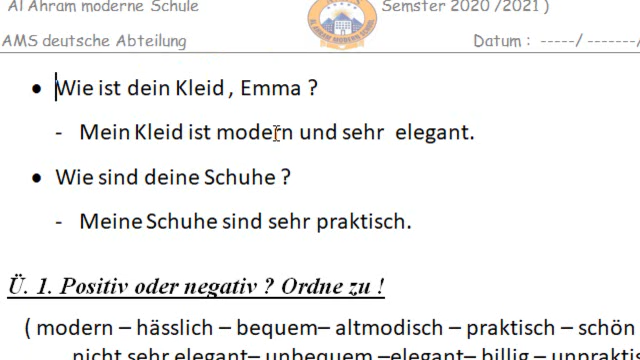 Al Ahram moderne Schule Semster 2020 /2021 )
AMS deutsche Abteilung Datum : -----/ -------/
• Wie ist dein Kleid , Emma ?
- Mein Kleid ist modern und sehr elegant.
• Wie sind deine Schuhe ?
- Meine Schuhe sind sehr praktisch.
Ü. 1. Positiv oder negativ ? Ordne zu !
( modern – hässlich – bequem– altmodisch – praktisch – schön
nicht sehr elegant– unbequem –elegant– billig – unpraktis